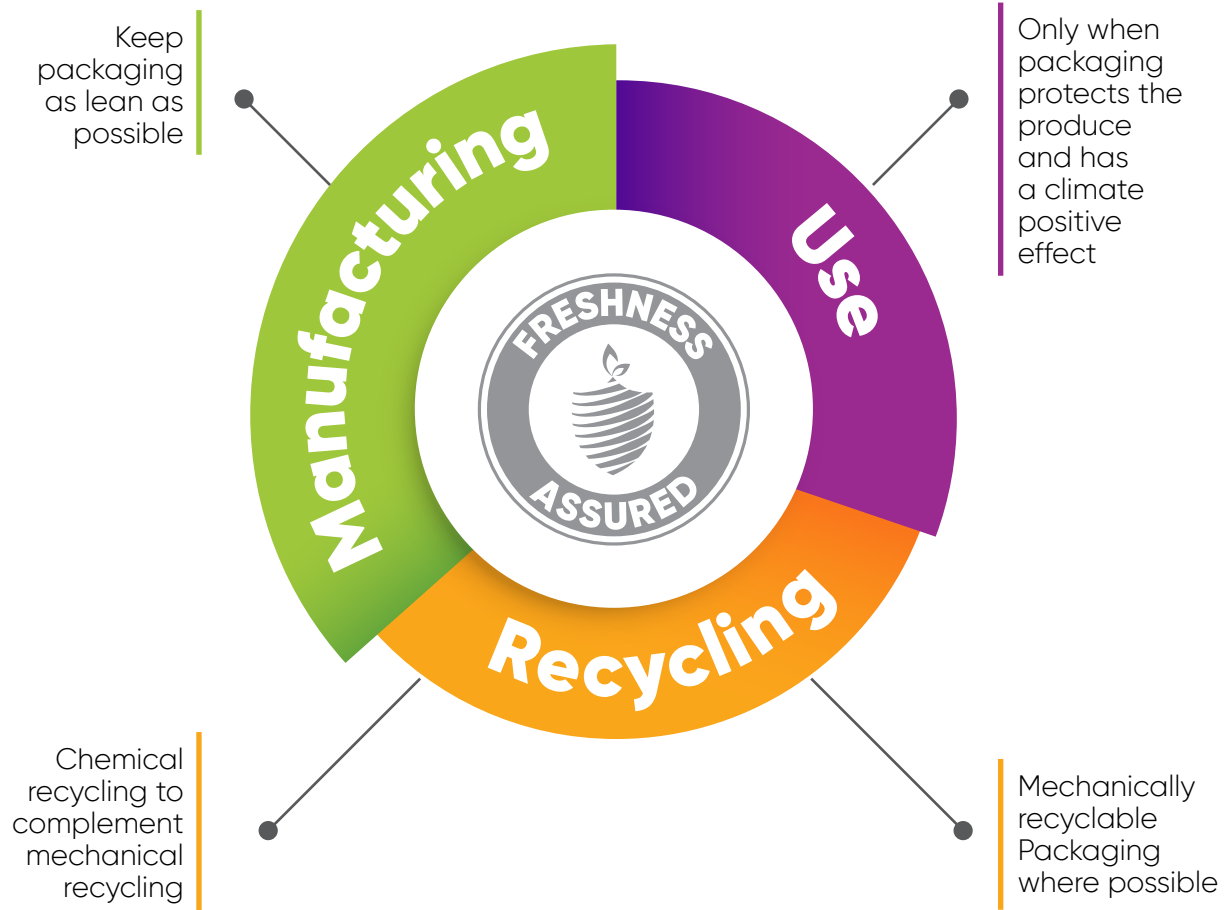 Keep
packaging
as lean as
possible
Only when
packaging
protects the
produce
and has
a climate
positive
effect
Manufacturing
Use
FRESHNESS
ASSURED
Recycling
Chemical
recycling to
complement
mechanical
recycling
Mechanically
recyclable
Packaging
where possible